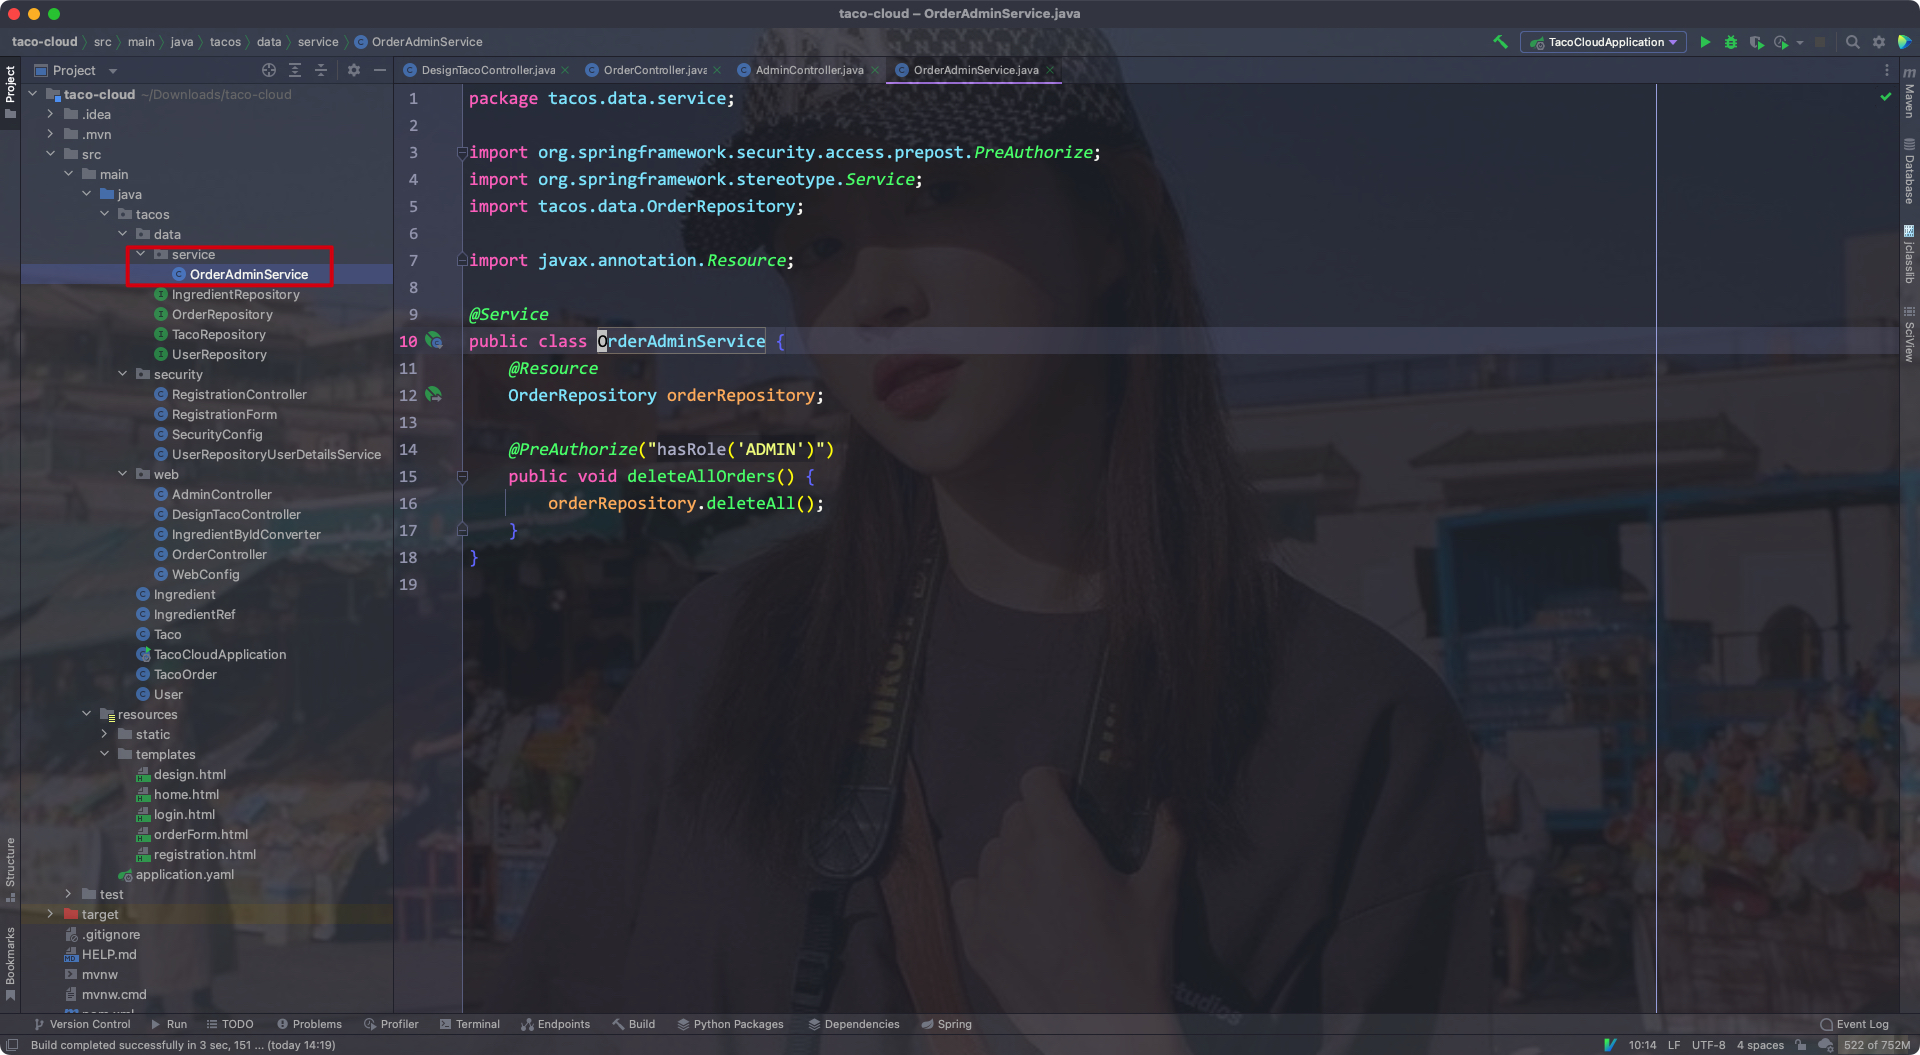 taco-cloud – OrderAdminService.java
taco-cloud src main java tacos data service OrderAdminService
TacoCloudApplication
Project
DesignTacoController.java OrderController.java AdminController.java OrderAdminService.java
Project
taco-cloud ~/Downloads/taco-cloud
.idea
.mvn
src
main
java
tacos
data
service
OrderAdminService
IngredientRepository
OrderRepository
TacoRepository
UserRepository
security
RegistrationController
RegistrationForm
SecurityConfig
UserRepositoryUserDetailsService
web
AdminController
DesignTacoController
IngredientByIdConverter
OrderController
WebConfig
Ingredient
IngredientRef
Taco
TacoCloudApplication
TacoOrder
User
resources
static
templates
design.html
home.html
login.html
orderForm.html
registration.html
application.yaml
test
target
.gitignore
HELP.md
mvnw
mvnw.cmd
pom.xml
Structure
Bookmarks
1 package tacos.data.service;
2
3 import org.springframework.security.access.prepost.PreAuthorize;
4 import org.springframework.stereotype.Service;
5 import tacos.data.OrderRepository;
6
7 import javax.annotation.Resource;
8
9 @Service
10 public class OrderAdminService {
11 @Resource
12 OrderRepository orderRepository;
13
14 @PreAuthorize("hasRole('ADMIN')")
15 public void deleteAllOrders() {
16 orderRepository.deleteAll();
17 }
18 }
19
m Maven
Database
jclasslib
SciView
NIKON
tudios
Version Control Run TODO Problems Profiler Terminal Endpoints Build Python Packages Dependencies Spring Event Log
Build completed successfully in 3 sec, 151 ... (today 14:19) 10:14 LF UTF-8 4 spaces 522 of 752M